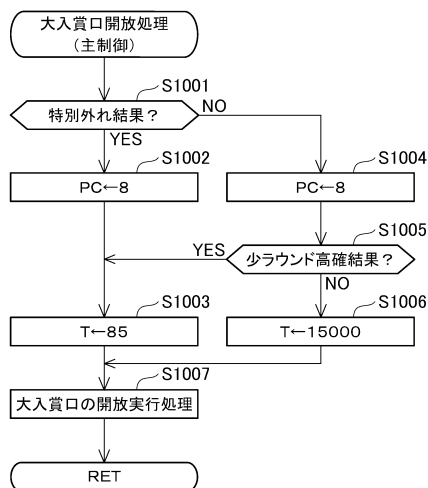 大入賞口開放処理
（主制御）
S1001
特別外れ結果？
NO
YES
S1002
S1004
PC←8
PC←8
S1005
YES
少ラウンド高確結果？
NO
S1003
S1006
T←85
T←15000
S1007
大入賞口の開放実行処理
RET